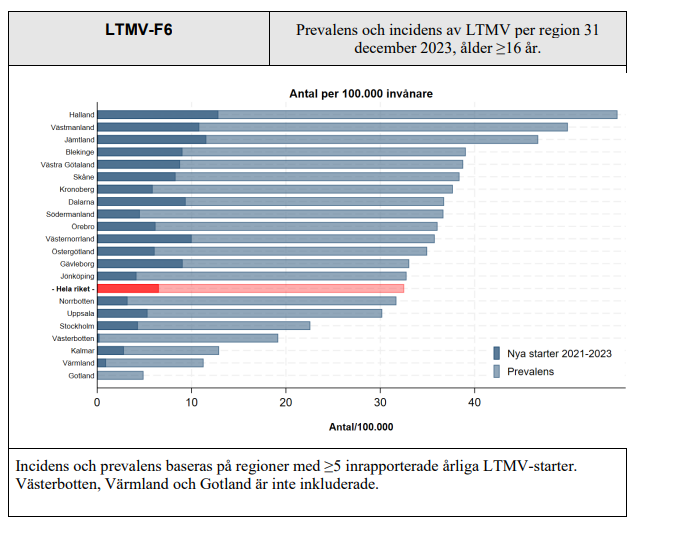 LTMV-F6
Prevalens och incidens av LTMV per region 31
december 2023, ålder ≥16 år.
Antal per 100.000 invånare
Halland
Västmanland
Jämtland
Blekinge
Västra Götaland
Skåne
Kronoberg
Dalarna
Södermanland
Örebro
Västernorrland
Östergötland
Gävleborg
Jönköping
- Hela riket -
Norrbotten
Uppsala
Stockholm
Västerbotten
Kalmar
Värmland
Gotland
Nya starter 2021-2023
Prevalens
0 10 20 30 40
Antal/100.000
Incidens och prevalens baseras på regioner med ≥5 inrapporterade årliga LTMV-starter.
Västerbotten, Värmland och Gotland är inte inkluderade.